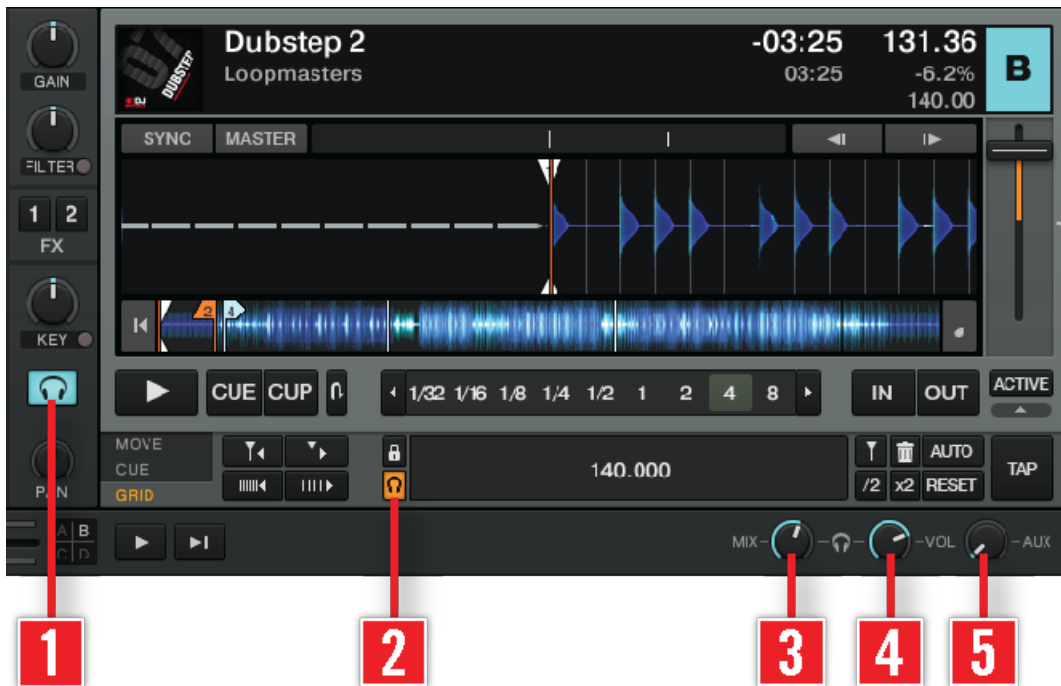 GAIN
FILTER
1 2
FX
KEY
PAN
DJ
DUBSTEP
Dubstep 2
Loopmasters
-03:25 131.36
03:25 -6.2%
140.00
B
SYNC MASTER
2 4
CUE CUP
1/32 1/16 1/8 1/4 1/2 1 2 4 8
IN OUT
ACTIVE
MOVE
CUE
GRID
140.000
AUTO
/2 x2 RESET
TAP
A B
C D
MIX VOL AUX
1 2 3 4 5